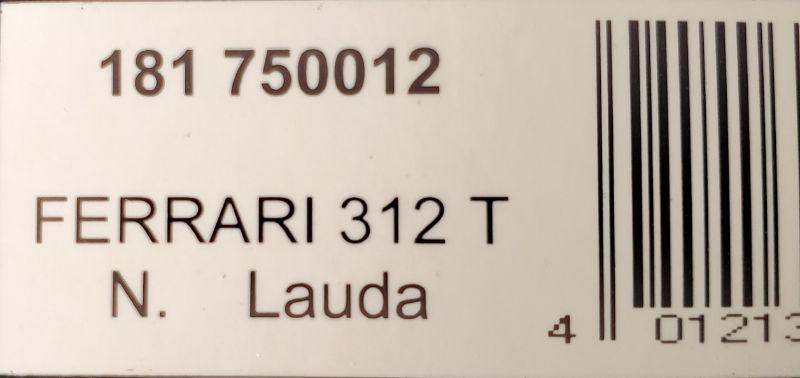 181 750012
FERRARI 312 T
N. Lauda
4 01213